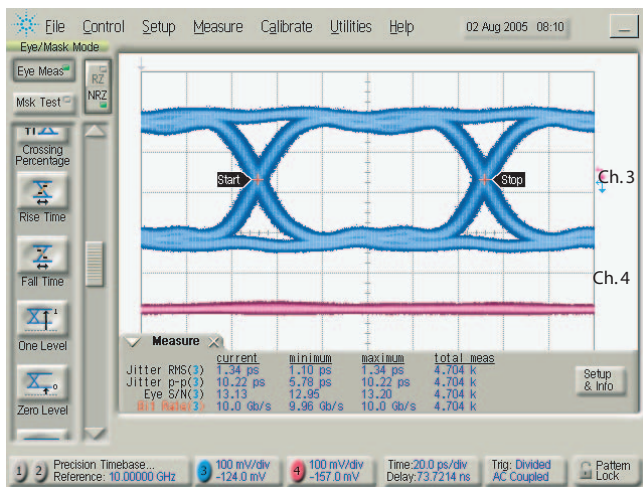 File Control Setup Measure Calibrate Utilities Help 02 Aug 2005 08:10
Eye/Mask Mode
Eye Meas
RZ
NRZ
Msk Test
Crossing
Percentage
Rise Time
Fall Time
One Level
Zero Level
Start
Stop
Ch.3
Ch.4
Measure
current minimum maximum total meas
Jitter RMS(3) 1.34 ps 1.10 ps 1.34 ps 4.704 k
Jitter p-p(3) 10.22 ps 5.78 ps 10.22 ps 4.704 k
Eye S/N(3) 13.13 12.95 13.20 4.704 k
Bit Rate(3) 10.0 Gb/s 9.96 Gb/s 10.0 Gb/s 4.704 k
Setup
& Info
1 2 Precision Timebase...
Reference: 10.00000 GHz
3 100 mV/div
-124.0 mV
4 100 mV/div
-157.0 mV
Time:20.0 ps/div
Delay:73.7214 ns
Trig: Divided
AC Coupled
Pattern
Lock